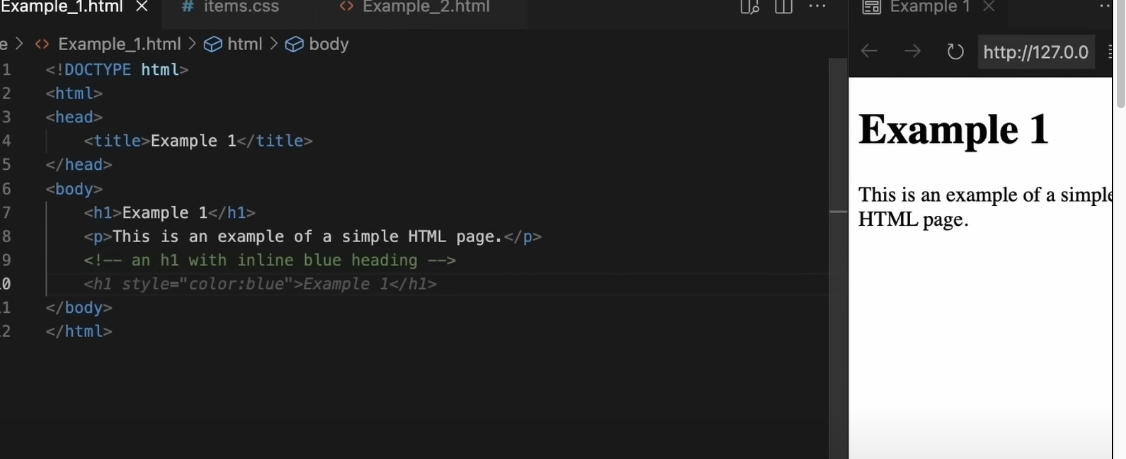 Example_1.html × # items.css <> Example_2.html
e > <> Example_1.html > html > body
1 <!DOCTYPE html>
2 <html>
3 <head>
4 <title>Example 1</title>
5 </head>
6 <body>
7 <h1>Example 1</h1>
8 <p>This is an example of a simple HTML page.</p>
9 <!-- an h1 with inline blue heading -->
0 <h1 style="color:blue">Example 1</h1>
1 </body>
2 </html>
Example 1 ×
http://127.0.0
Example 1
This is an example of a simple
HTML page.